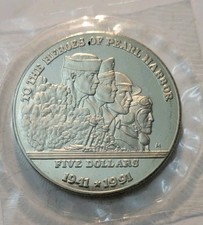 TO THE HEROES OF PEARL HARBOR
FIVE DOLLARS
1941 ★ 1991